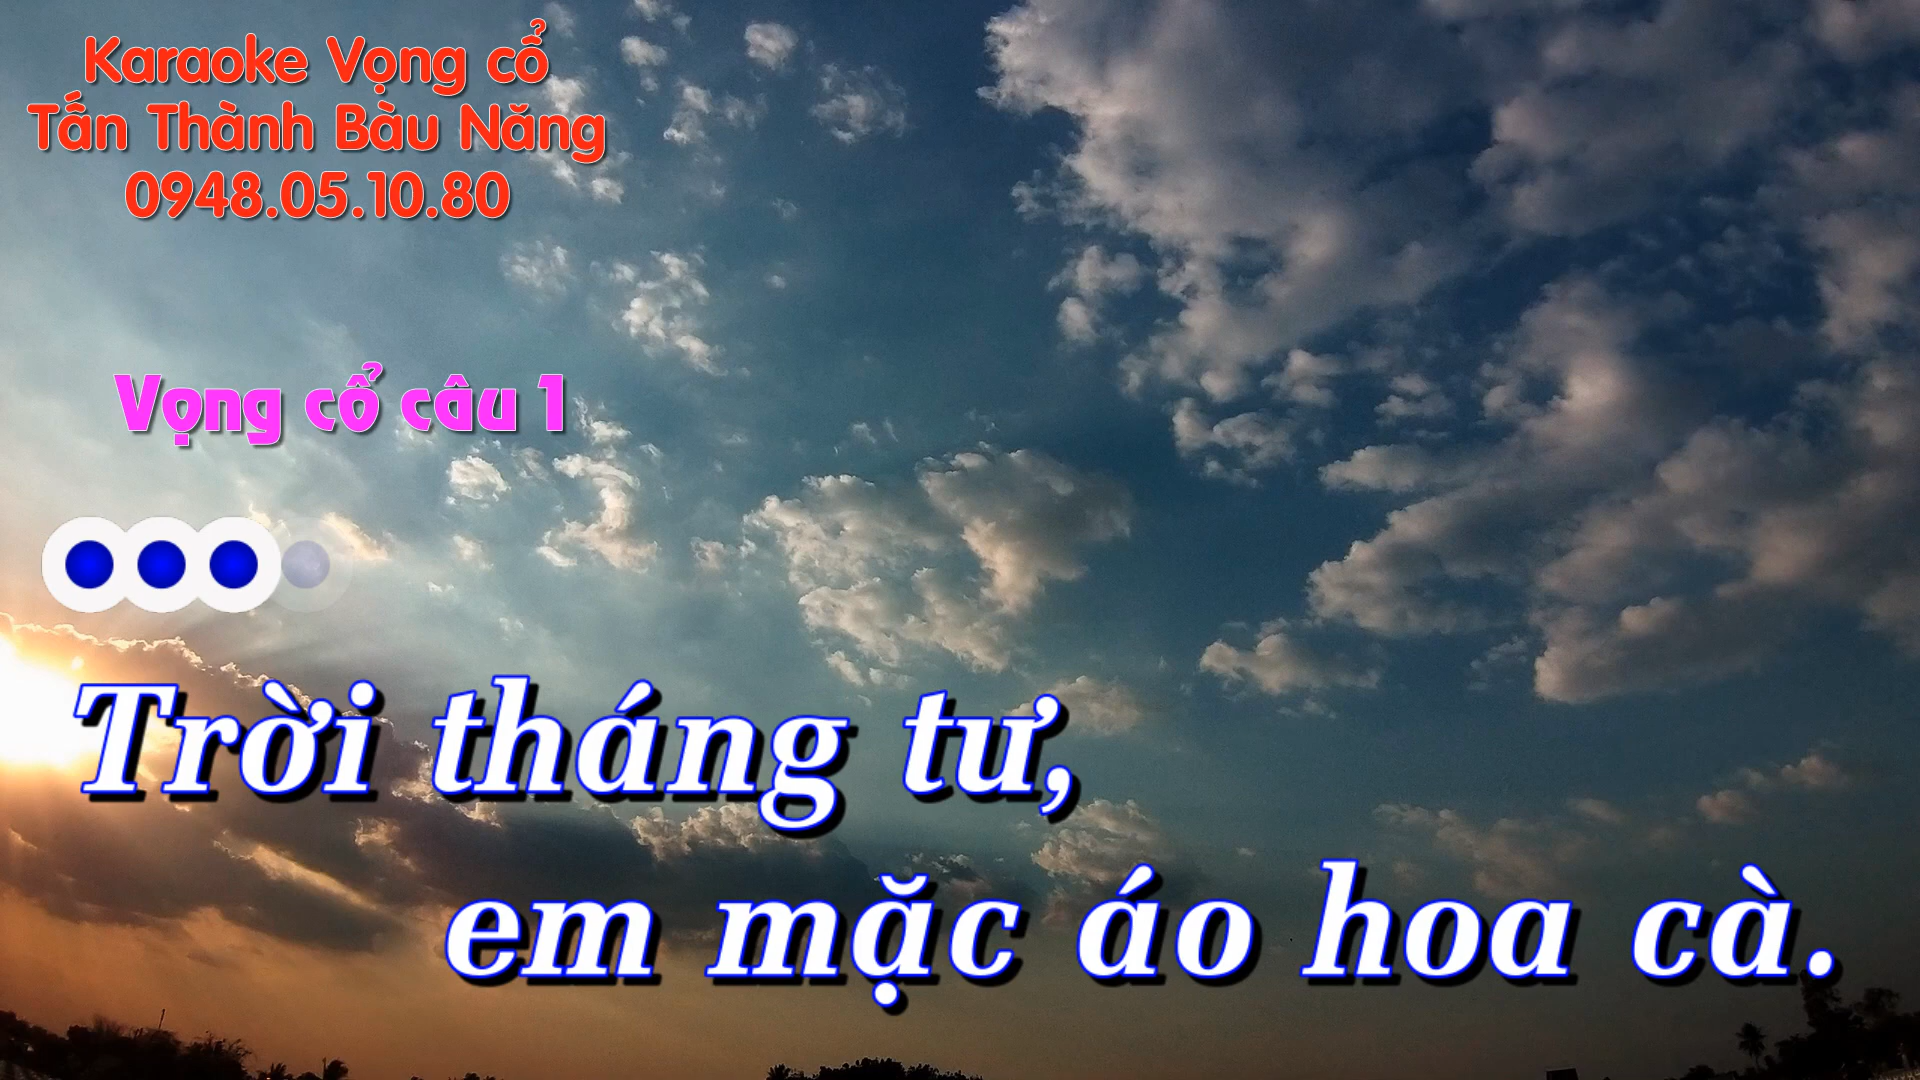 Karaoke Vọng cổ
Tấn Thành Bàu Năng
0948.05.10.80
Vọng cổ câu 1
Trời tháng tư,
em mặc áo hoa cà.